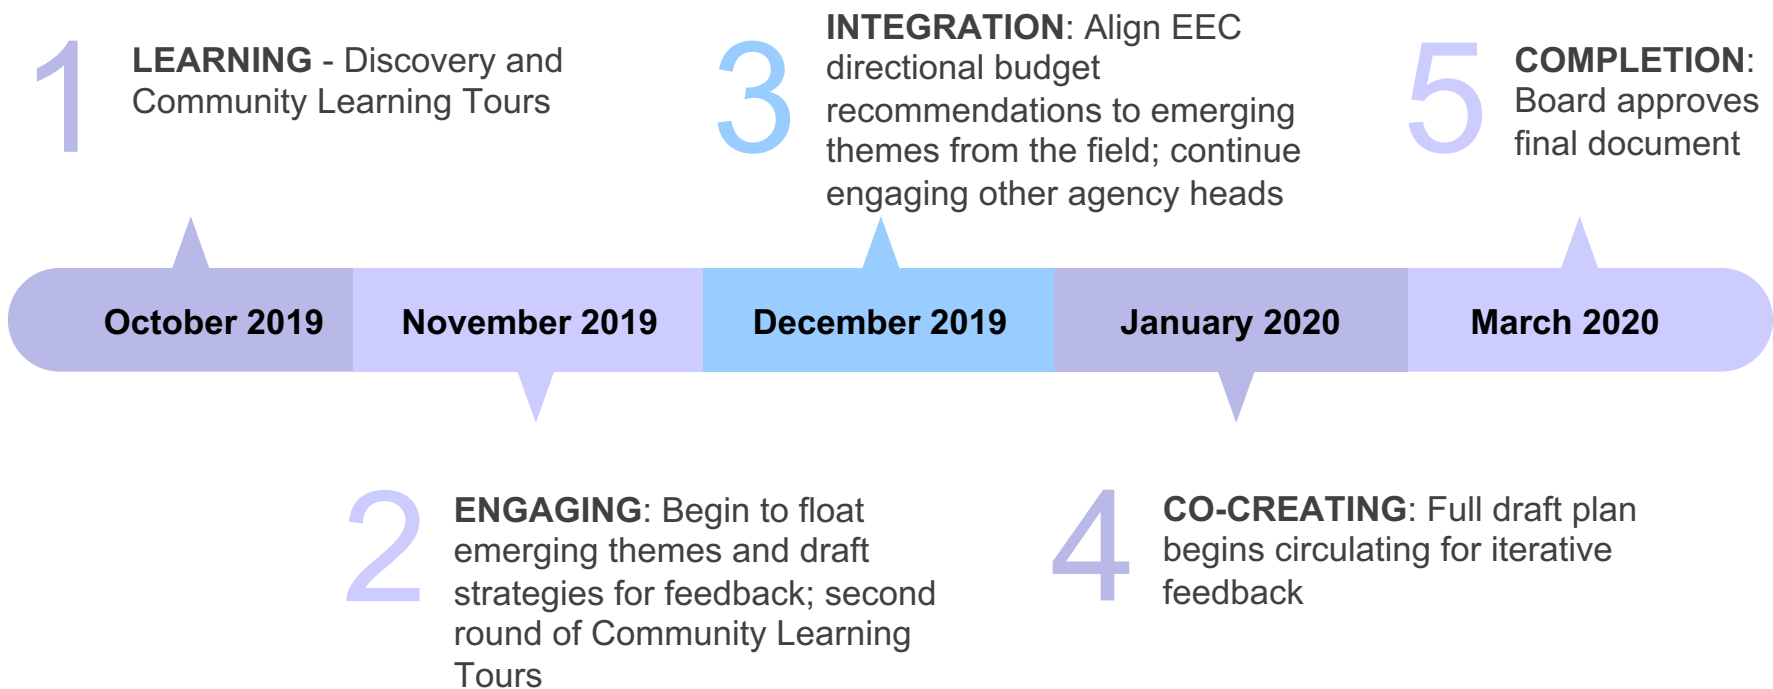 1
LEARNING - Discovery and
Community Learning Tours
3
INTEGRATION: Align EEC
directional budget
recommendations to emerging
themes from the field; continue
engaging other agency heads
5
COMPLETION:
Board approves
final document
October 2019
November 2019
December 2019
January 2020
March 2020
2
ENGAGING: Begin to float
emerging themes and draft
strategies for feedback; second
round of Community Learning
Tours
4
CO-CREATING: Full draft plan
begins circulating for iterative
feedback